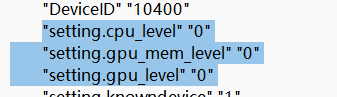 "DeviceID" "10400"
"setting.cpu_level" "0"
"setting.gpu_mem_level" "0"
"setting.gpu_level" "0"
"setting.knowndevice" "1"